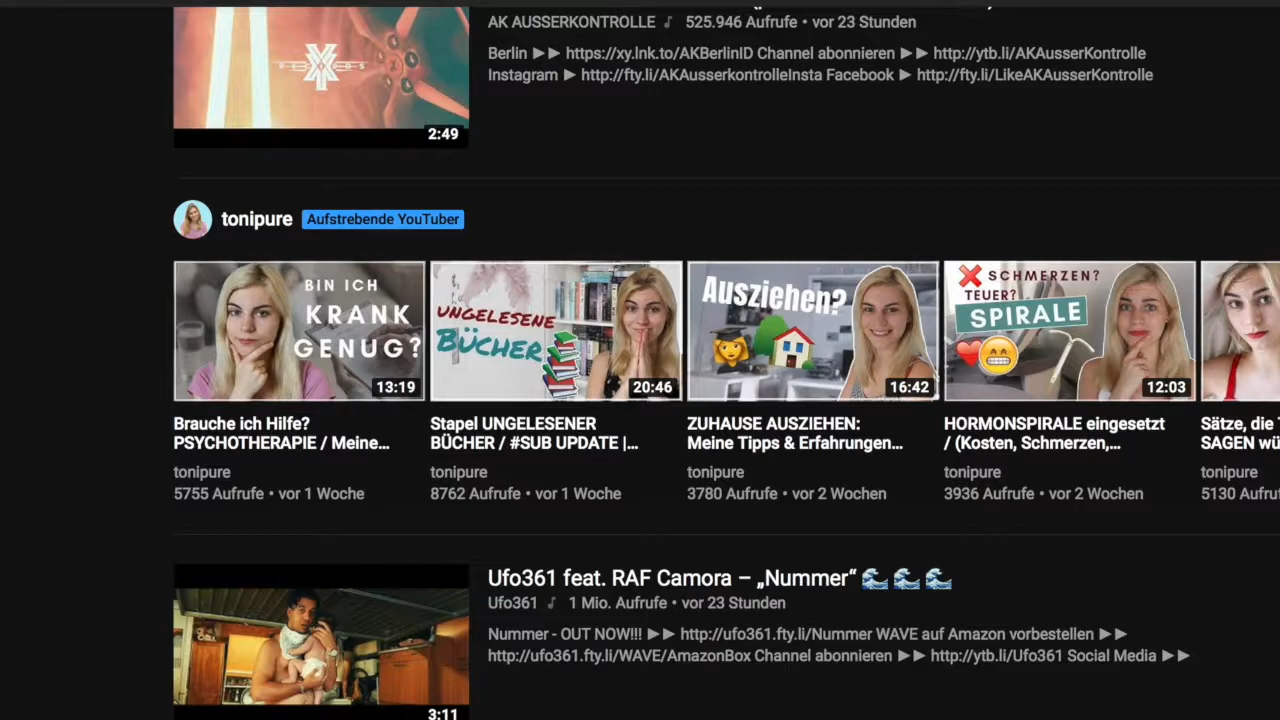 AK AUSSERKONTROLLE ♪ 525.946 Aufrufe • vor 23 Stunden
Berlin ►► https://xy.lnk.to/AKBerlinID Channel abonnieren ►► http://ytb.li/AKAusserKontrolle
Instagram ► http://fty.li/AKAusserkontrolleInsta Facebook ► http://fty.li/LikeAKAusserKontrolle
2:49
tonipure Aufstrebende YouTuber
BIN ICH
KRANK
GENUG?
13:19
UNGELESENE
BÜCHER
20:46
Ausziehen?
16:42
SCHMERZEN?
TEUER?
SPIRALE
12:03
Brauche ich Hilfe?
PSYCHOTHERAPIE / Meine...
tonipure
5755 Aufrufe • vor 1 Woche
Stapel UNGELESENER
BÜCHER / #SUB UPDATE |...
tonipure
8762 Aufrufe • vor 1 Woche
ZUHAUSE AUSZIEHEN:
Meine Tipps & Erfahrungen...
tonipure
3780 Aufrufe • vor 2 Wochen
HORMONSPIRALE eingesetzt
/ (Kosten, Schmerzen,...
tonipure
3936 Aufrufe • vor 2 Wochen
Sätze, die
SAGEN wü
tonipure
5130 Aufru
Ufo361 feat. RAF Camora – „Nummer“ 🌊 🌊 🌊
Ufo361 ♪ 1 Mio. Aufrufe • vor 23 Stunden
Nummer - OUT NOW!!! ►► http://ufo361.fty.li/Nummer WAVE auf Amazon vorbestellen ►►
http://ufo361.fty.li/WAVE/AmazonBox Channel abonnieren ►► http://ytb.li/Ufo361 Social Media ►►
3:11